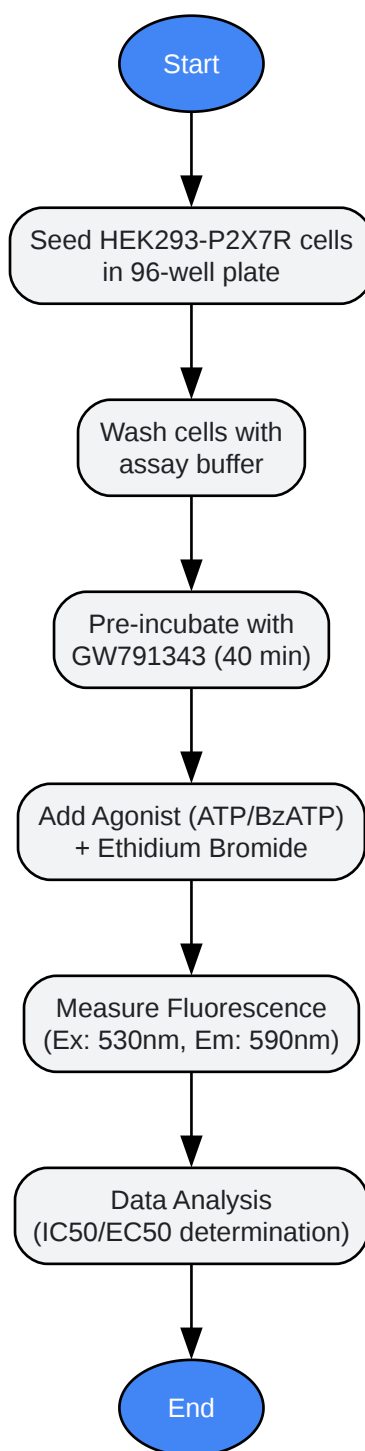 Start
Seed HEK293-P2X7R cells
in 96-well plate
Wash cells with
assay buffer
Pre-incubate with
GW791343 (40 min)
Add Agonist (ATP/BzATP)
+ Ethidium Bromide
Measure Fluorescence
(Ex: 530nm, Em: 590nm)
Data Analysis
(IC50/EC50 determination)
End